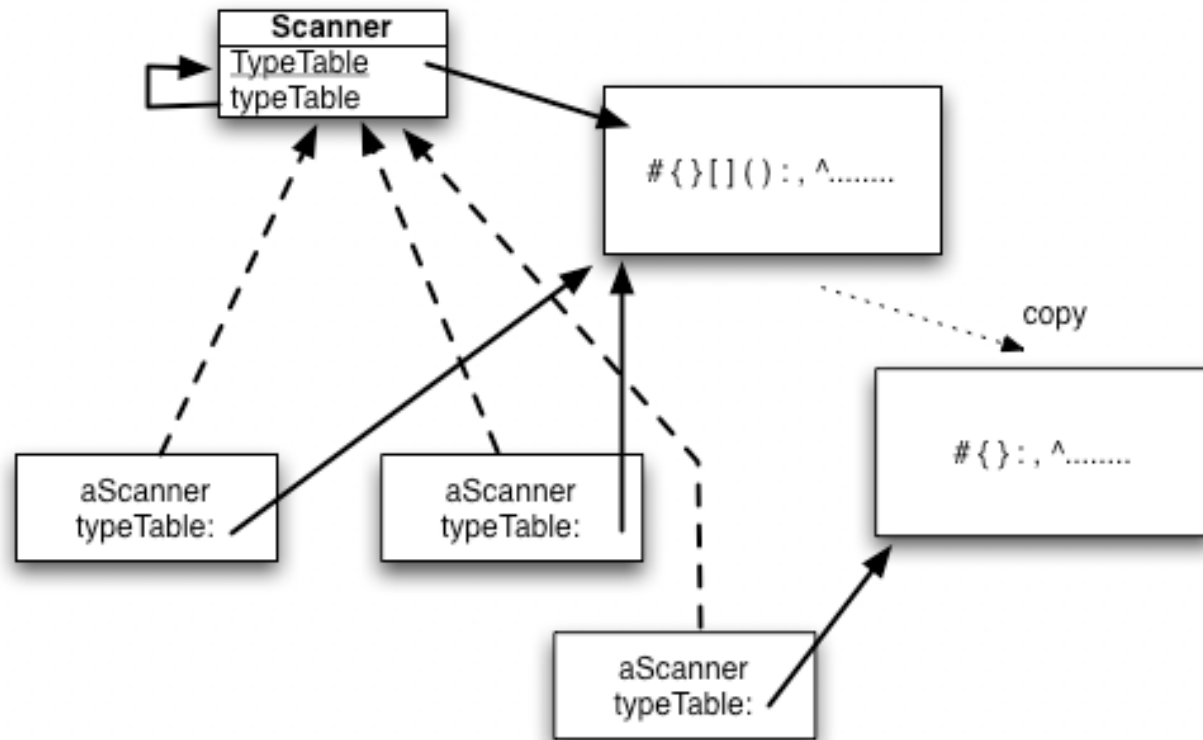 Scanner
TypeTable
typeTable
# { } [ ] ( ) : , ^........
copy
# { } : , ^........
aScanner
typeTable:
aScanner
typeTable:
aScanner
typeTable: